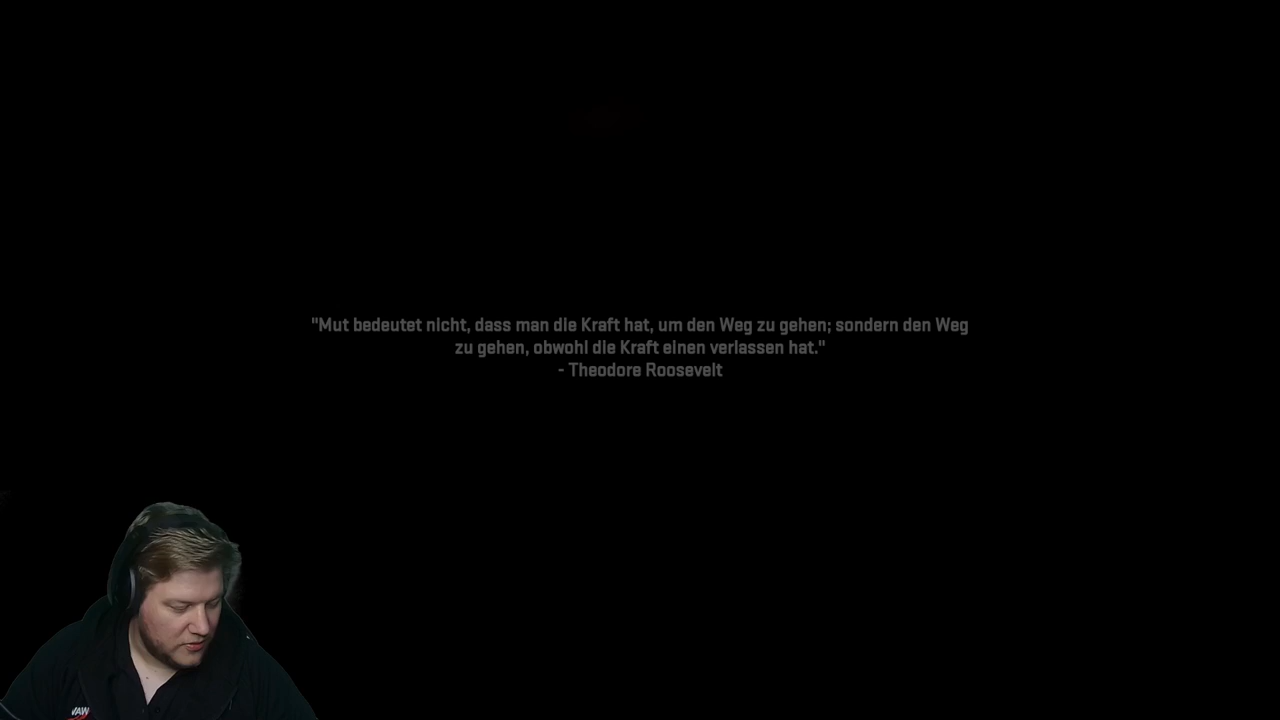 "Mut bedeutet nicht, dass man die Kraft hat, um den Weg zu gehen; sondern den Weg
zu gehen, obwohl die Kraft einen verlassen hat."
- Theodore Roosevelt